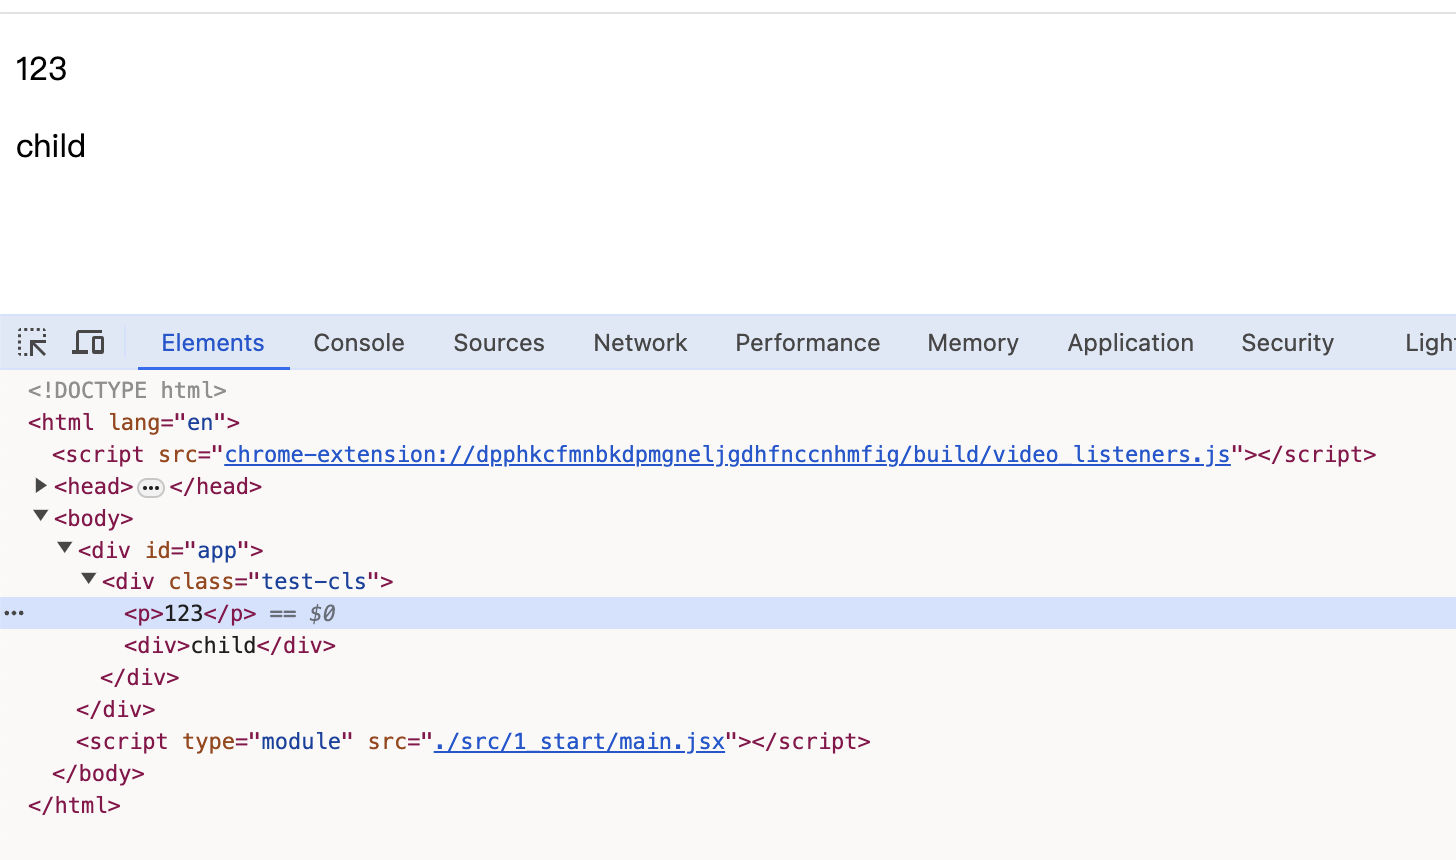 123
child
Elements Console Sources Network Performance Memory Application Security Ligh
<!DOCTYPE html>
<html lang="en">
<script src="chrome-extension://dpphkcfmnbkdpmgneljgdhfnccnhmfig/build/video_listeners.js"></script>
<head>…</head>
<body>
<div id="app">
<div class="test-cls">
<p>123</p> == $0
<div>child</div>
</div>
</div>
<script type="module" src="./src/1_start/main.jsx"></script>
</body>
</html>